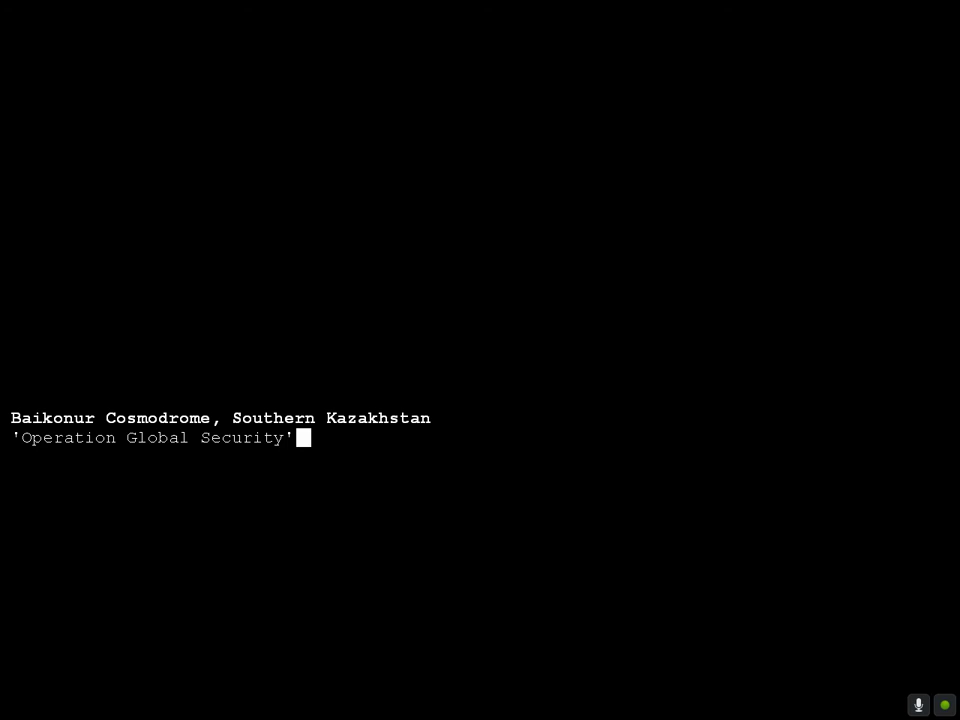 Baikonur Cosmodrome, Southern Kazakhstan
'Operation Global Security'